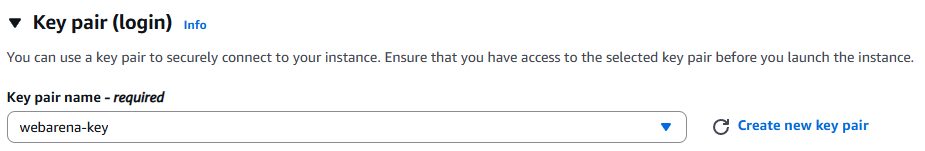 Key pair (login) Info
You can use a key pair to securely connect to your instance. Ensure that you have access to the selected key pair before you launch the instance.
Key pair name - required
webarena-key
Create new key pair